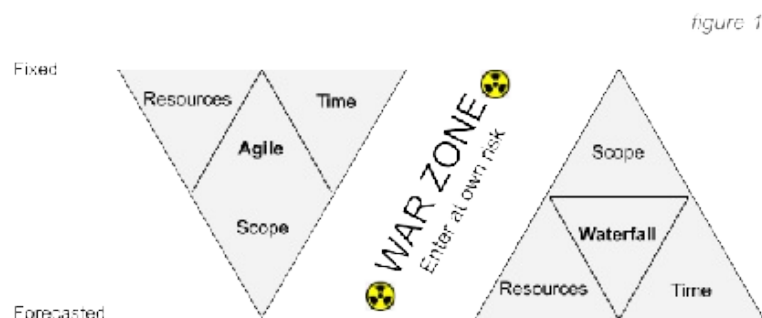 figure 1
Fixed
Resources
Time
Agile
Scope
WAR ZONE
Enter at own risk
Scope
Waterfall
Resources
Time
Forecasted